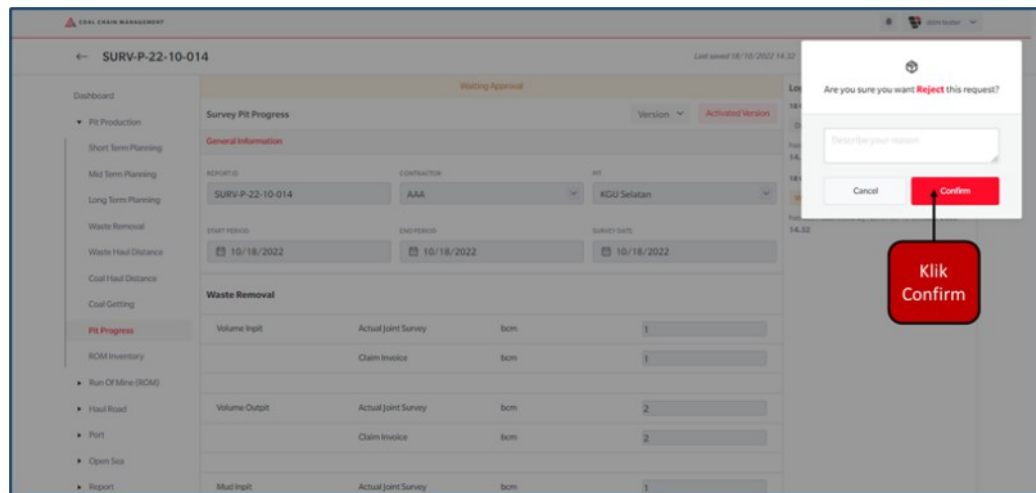 COAL CHAIN MANAGEMENT
← SURV-P-22-10-014
Last saved 18/10/2022 14.32
Waiting Approval
Dashboard
Pit Production
Short Term Planning
Mid Term Planning
Long Term Planning
Waste Removal
Waste Haul Distance
Coal Haul Distance
Coal Getting
Pit Progress
ROM Inventory
Run Of Mine (ROM)
Haul Road
Port
Open Sea
Report
Survey Pit Progress
Version
Activated Version
General Information
REPORT ID
CONTRACTOR
PIT
SURV-P-22-10-014
AAA
KGU Selatan
START PERIOD
END PERIOD
SURVEY DATE
10/18/2022
10/18/2022
10/18/2022
Waste Removal
Volume Inpit Actual Joint Survey bcm 1
Claim Invoice bcm 1
Volume Outpit Actual Joint Survey bcm 2
Claim Invoice bcm 2
Mud Inpit Actual Joint Survey bcm 1
Are you sure you want Reject this request?
Describe your reason
Cancel
Confirm
14.32
Klik
Confirm